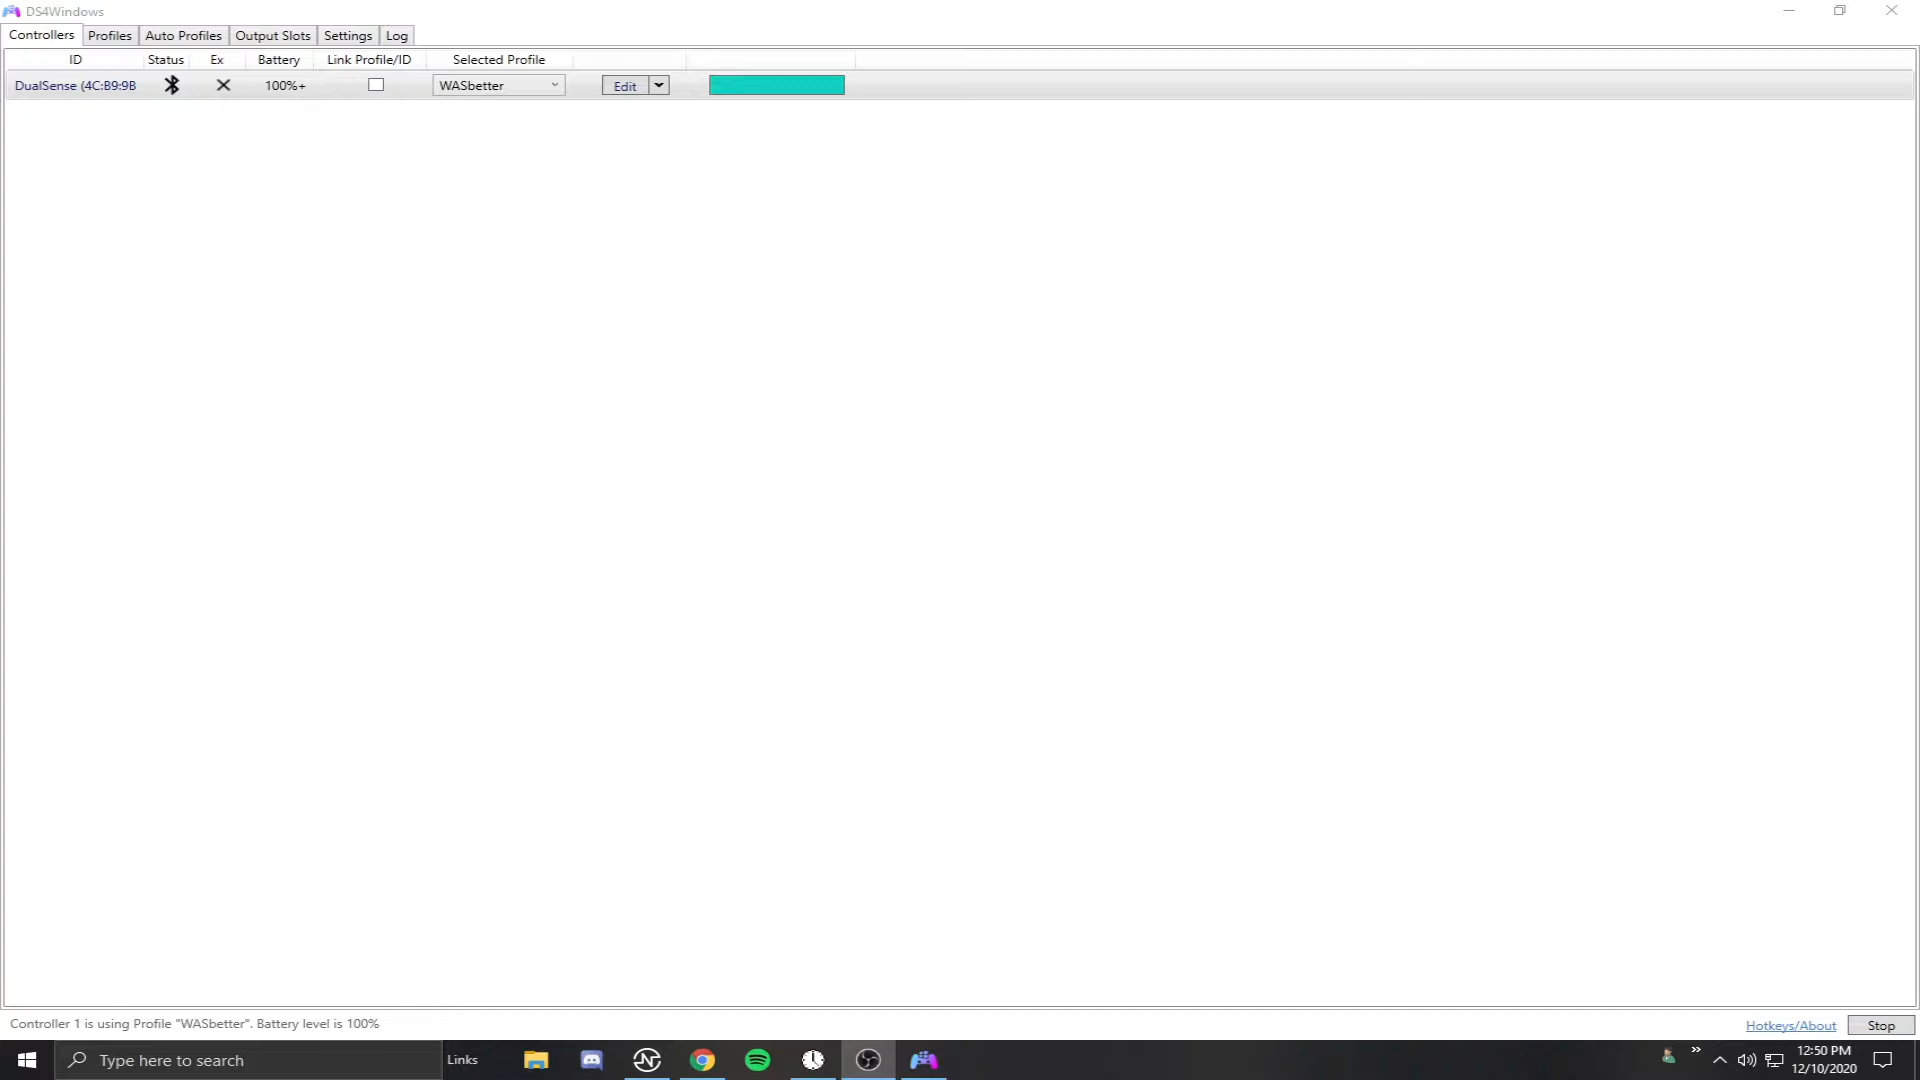 DS4Windows
Controllers Profiles Auto Profiles Output Slots Settings Log
ID Status Ex Battery Link Profile/ID Selected Profile
DualSense (4C:B9:9B 100%+ WASbetter Edit
Controller 1 is using Profile "WASbetter". Battery level is 100%
Hotkeys/About Stop
Type here to search Links
12:50 PM
12/10/2020